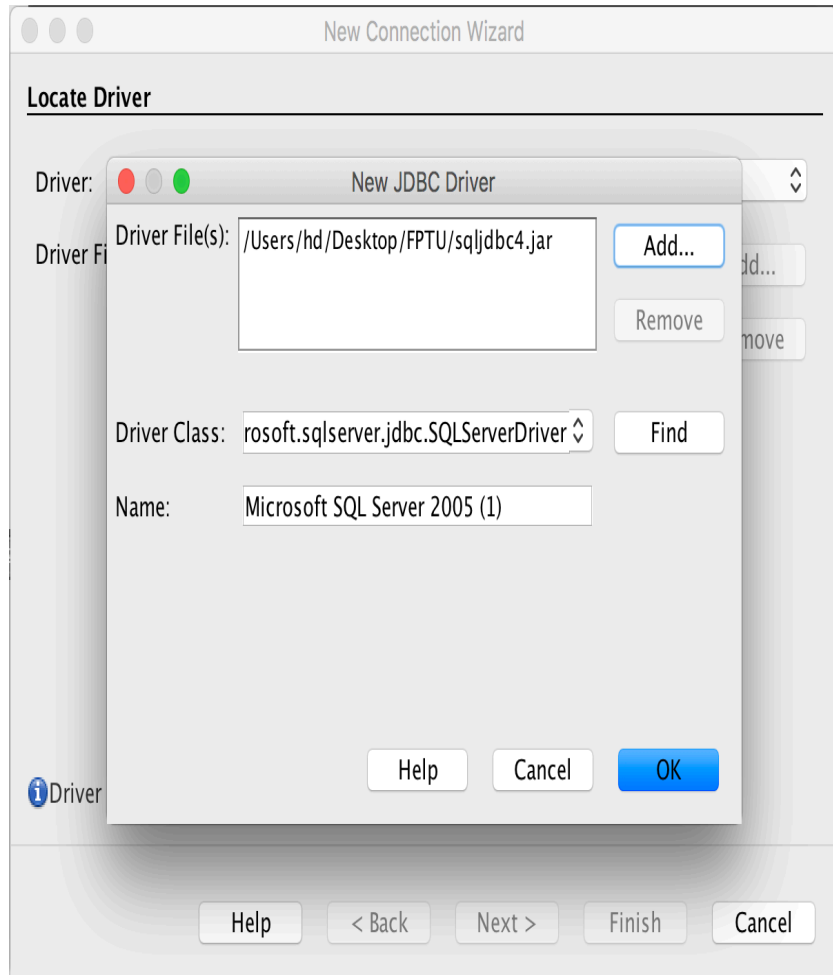 New Connection Wizard
Locate Driver
Driver:
New JDBC Driver
Driver File(s):
/Users/hd/Desktop/FPTU/sqljdbc4.jar
Add...
Driver Fi
dd...
Remove
move
Driver Class:
rosoft.sqlserver.jdbc.SQLServerDriver
Find
Name:
Microsoft SQL Server 2005 (1)
Help
Cancel
OK
Driver
Help
< Back
Next >
Finish
Cancel